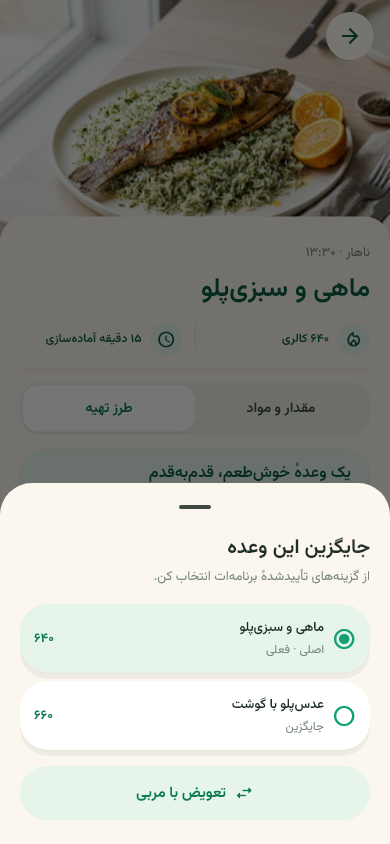 ناهار · ۱۳:۳۰
ماهی و سبزی‌پلو
۶۴۰ کالری
۱۵ دقیقه آماده‌سازی
مقدار و مواد
طرز تهیه
یک وعدهٔ خوش‌طعم، قدم‌به‌قدم
جایگزین این وعده
از گزینه‌های تأییدشدهٔ برنامه‌ات انتخاب کن.
ماهی و سبزی‌پلو
۶۴۰
اصلی · فعلی
عدس‌پلو با گوشت
۶۶۰
جایگزین
تعویض با مربی